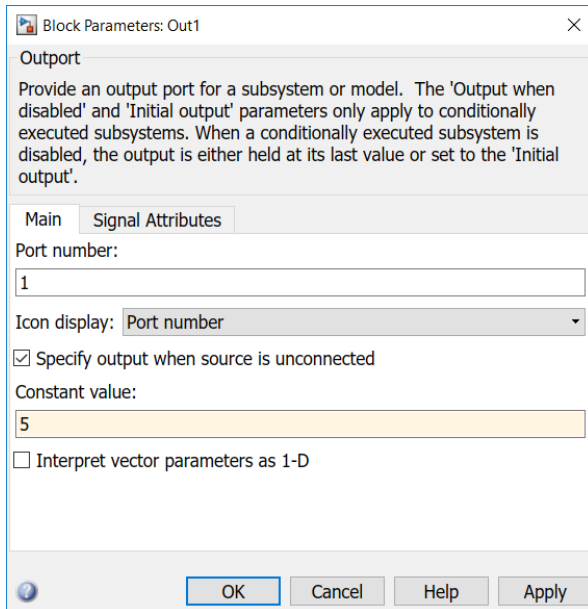 Block Parameters: Out1
Outport
Provide an output port for a subsystem or model.  The 'Output when
disabled' and 'Initial output' parameters only apply to conditionally
executed subsystems. When a conditionally executed subsystem is
disabled, the output is either held at its last value or set to the 'Initial
output'.
Main Signal Attributes
Port number:
1
Icon display: Port number
Specify output when source is unconnected
Constant value:
5
Interpret vector parameters as 1-D
? OK Cancel Help Apply